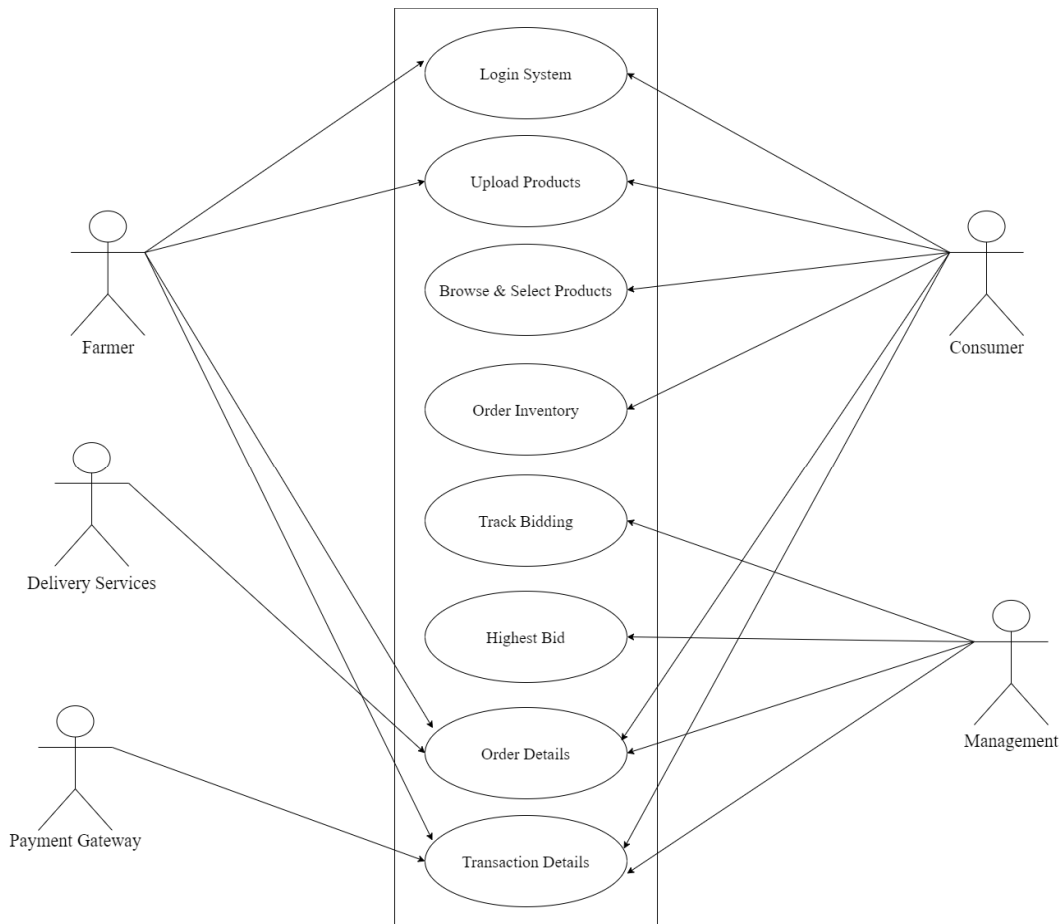 Login System
Upload Products
Browse & Select Products
Farmer
Consumer
Order Inventory
Track Bidding
Delivery Services
Highest Bid
Order Details
Management
Payment Gateway
Transaction Details